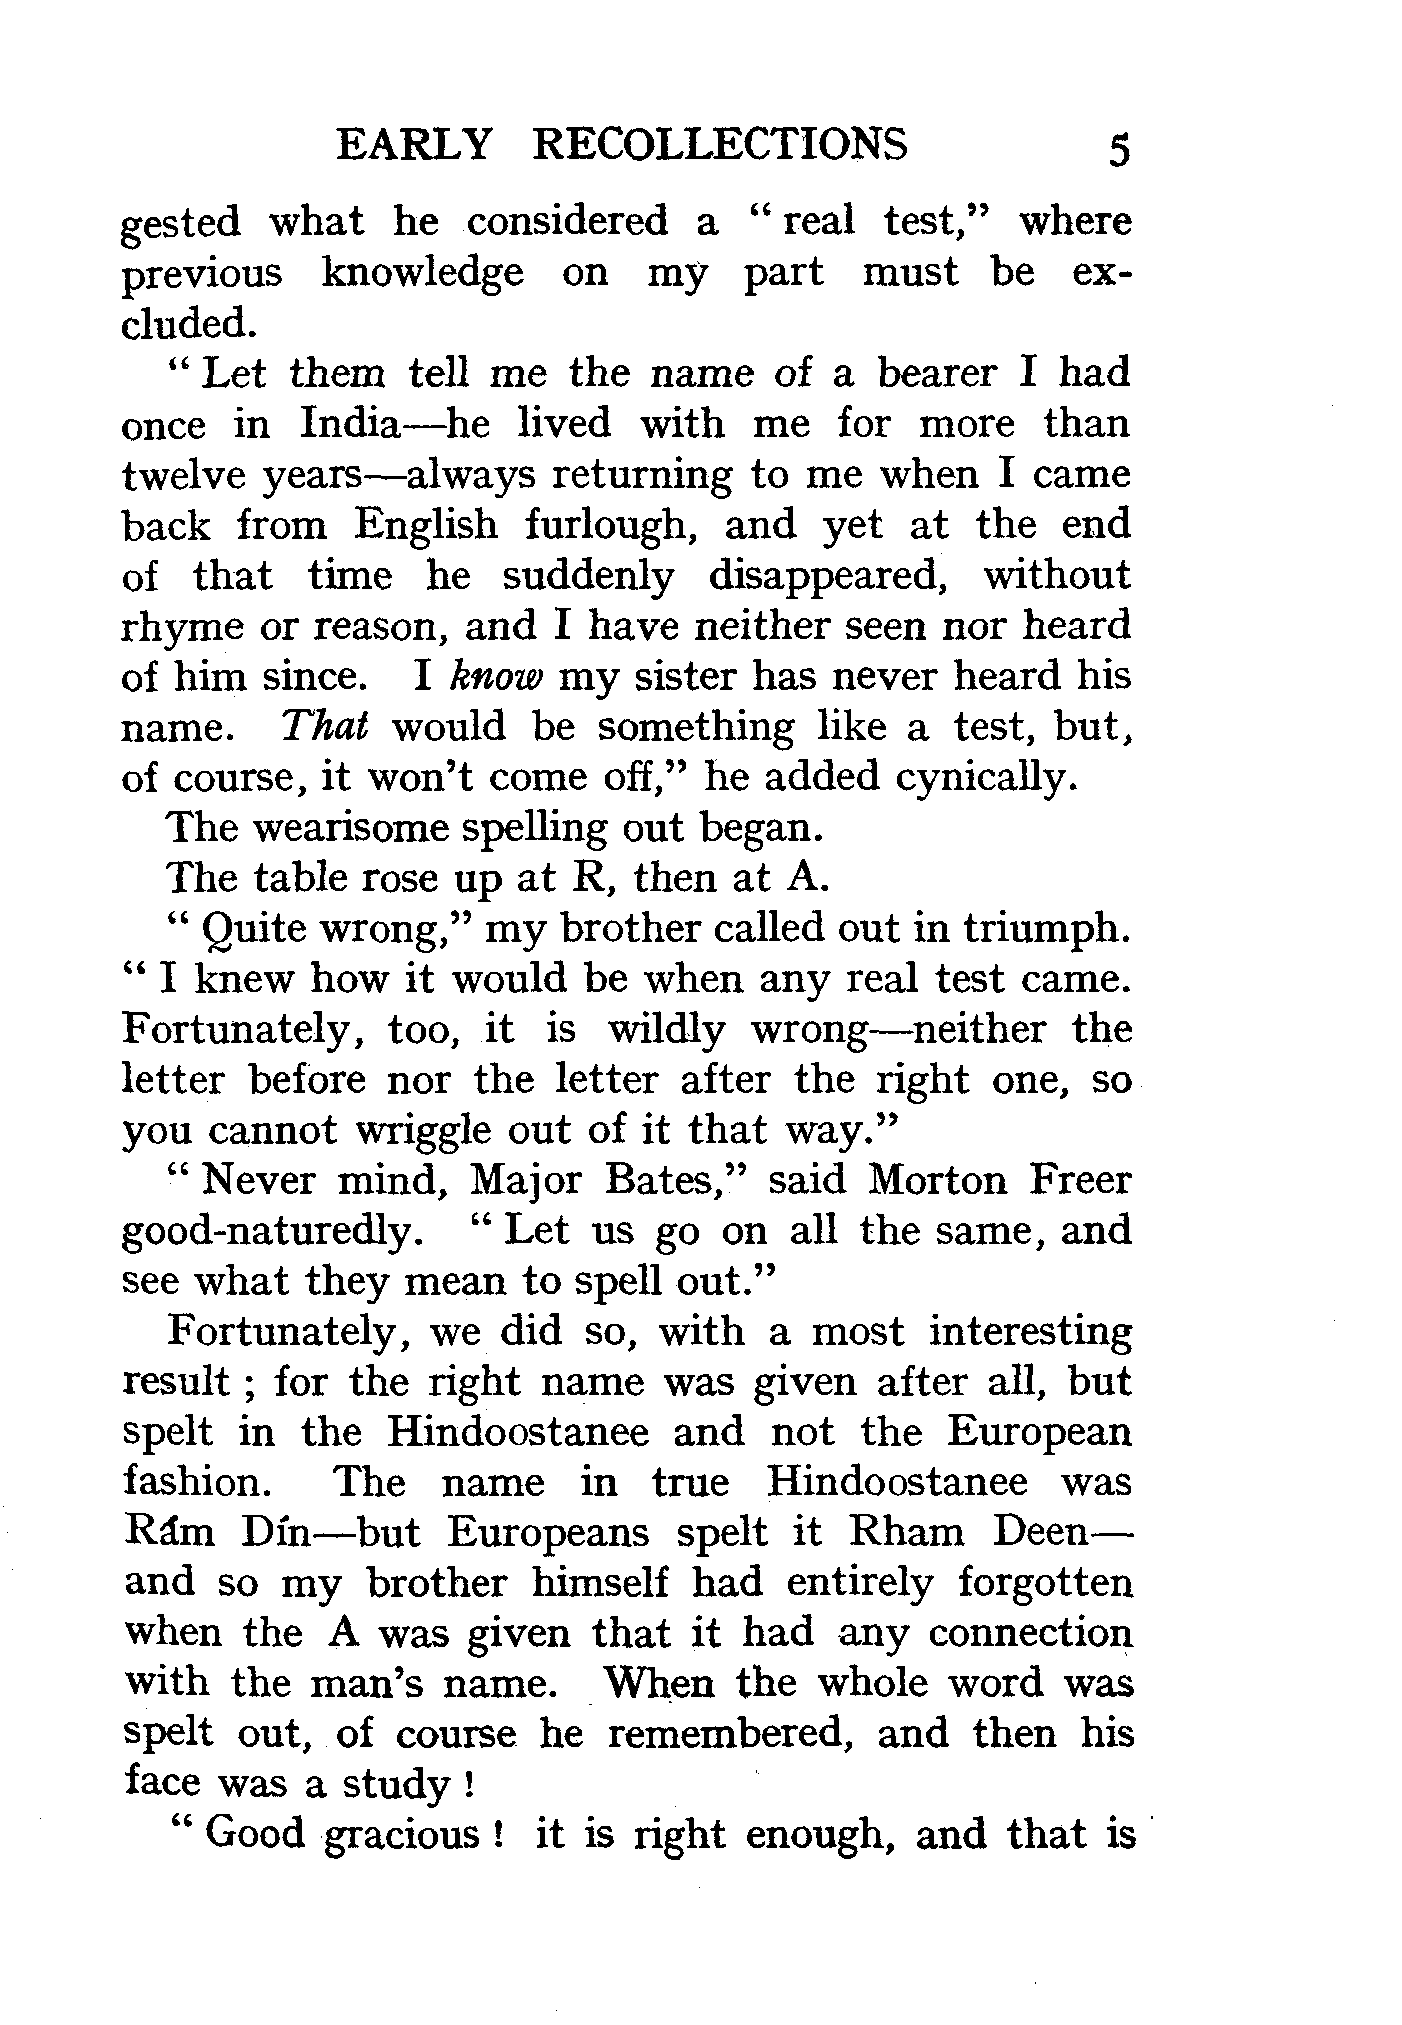 EARLY RECOLLECTIONS 5
gested what he considered a “ real test,” where
previous knowledge on my part must be ex-
cluded.
“ Let them tell me the name of a bearer I had
once in India—he lived with me for more than
twelve years—always returning to me when I came
back from English furlough, and yet at the end
of that time he suddenly disappeared, without
rhyme or reason, and I have neither seen nor heard
of him since. I know my sister has never heard his
name. That would be something like a test, but,
of course, it won’t come off,” he added cynically.
The wearisome spelling out began.
The table rose up at R, then at A.
“ Quite wrong,” my brother called out in triumph.
“ I knew how it would be when any real test came.
Fortunately, too, it is wildly wrong—neither the
letter before nor the letter after the right one, so
you cannot wriggle out of it that way.”
“ Never mind, Major Bates,” said Morton Freer
good-naturedly. “ Let us go on all the same, and
see what they mean to spell out.”
Fortunately, we did so, with a most interesting
result ; for the right name was given after all, but
spelt in the Hindoostanee and not the European
fashion. The name in true Hindoostanee was
Rám Dín—but Europeans spelt it Rham Deen—
and so my brother himself had entirely forgotten
when the A was given that it had any connection
with the man’s name. When the whole word was
spelt out, of course he remembered, and then his
face was a study !
“ Good gracious ! it is right enough, and that is